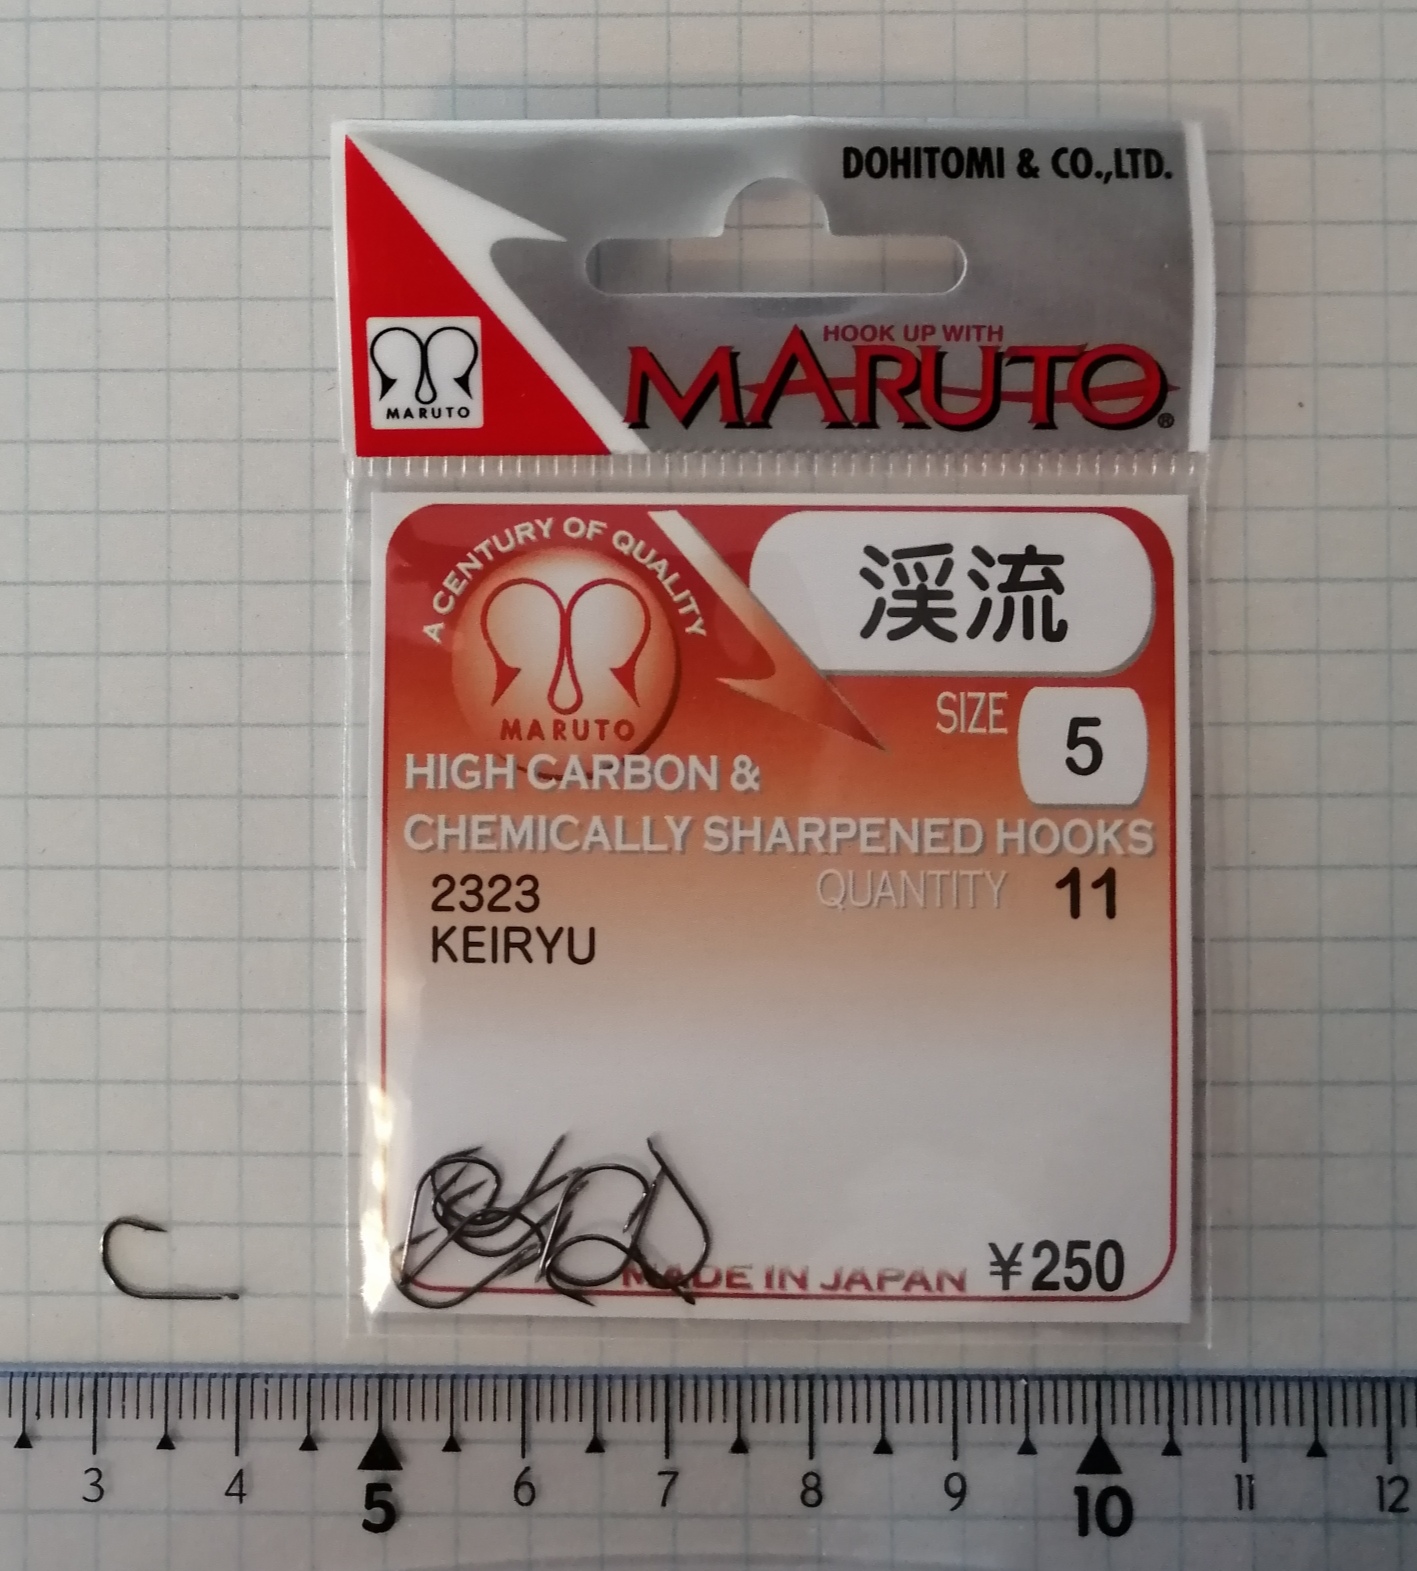 DOHITOMI & CO.,LTD.
HOOK UP WITH
MARUTO®
MARUTO
A CENTURY OF QUALITY
MARUTO
渓流
SIZE 5
HIGH CARBON &
CHEMICALLY SHARPENED HOOKS
2323
KEIRYU
QUANTITY 11
MADE IN JAPAN ¥250
3 4 5 6 7 8 9 10 11 12